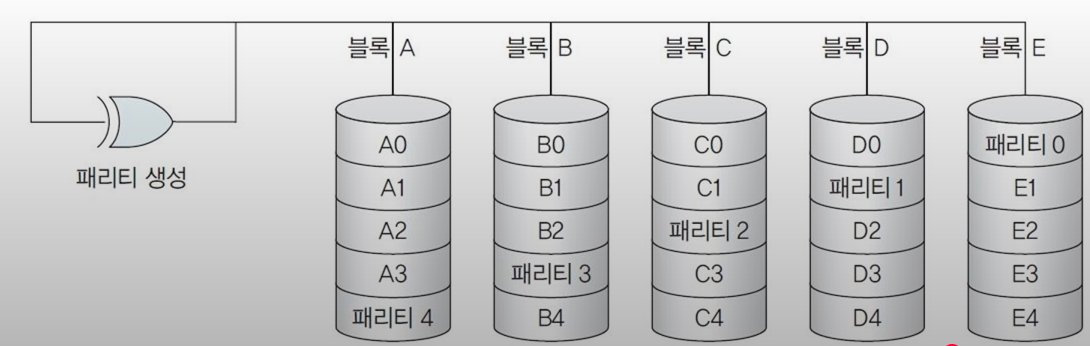 블록 A 블록 B 블록 C 블록 D 블록 E
패리티 생성
A0 B0 C0 D0 패리티 0
A1 B1 C1 패리티 1 E1
A2 B2 패리티 2 D2 E2
A3 패리티 3 C3 D3 E3
패리티 4 B4 C4 D4 E4